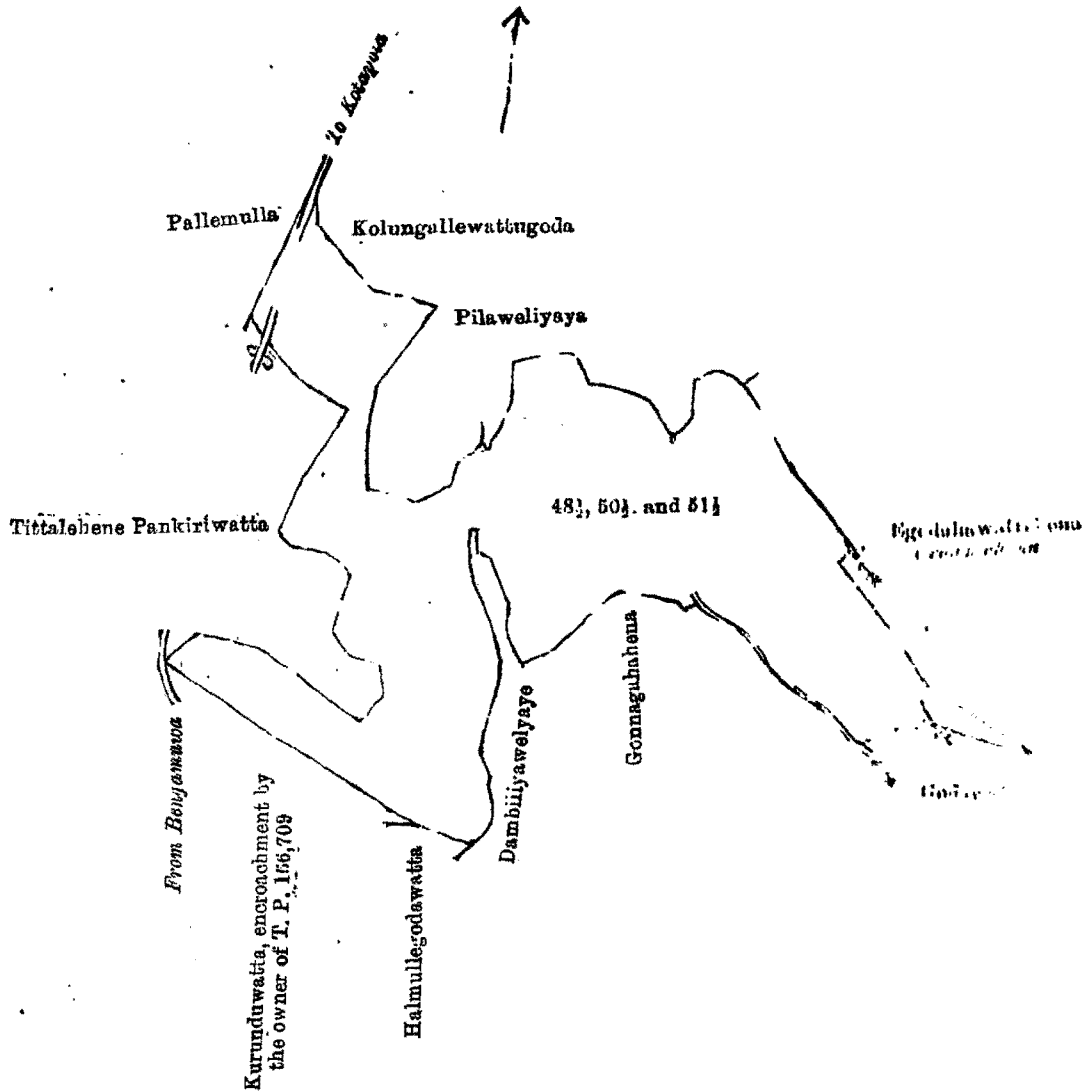 To Kotapola
Pallemulla
Kolungallewattugoda
Pilaweliyaya
48½, 50½. and 51½
Tittalehene Pankiriwatta
From Benjamuwa
Kurunduwatta, encroachment by
the owner of T. P. 156,709
Halmullegodawatta
Dambiliyawelyaye
Gonnaguhahena